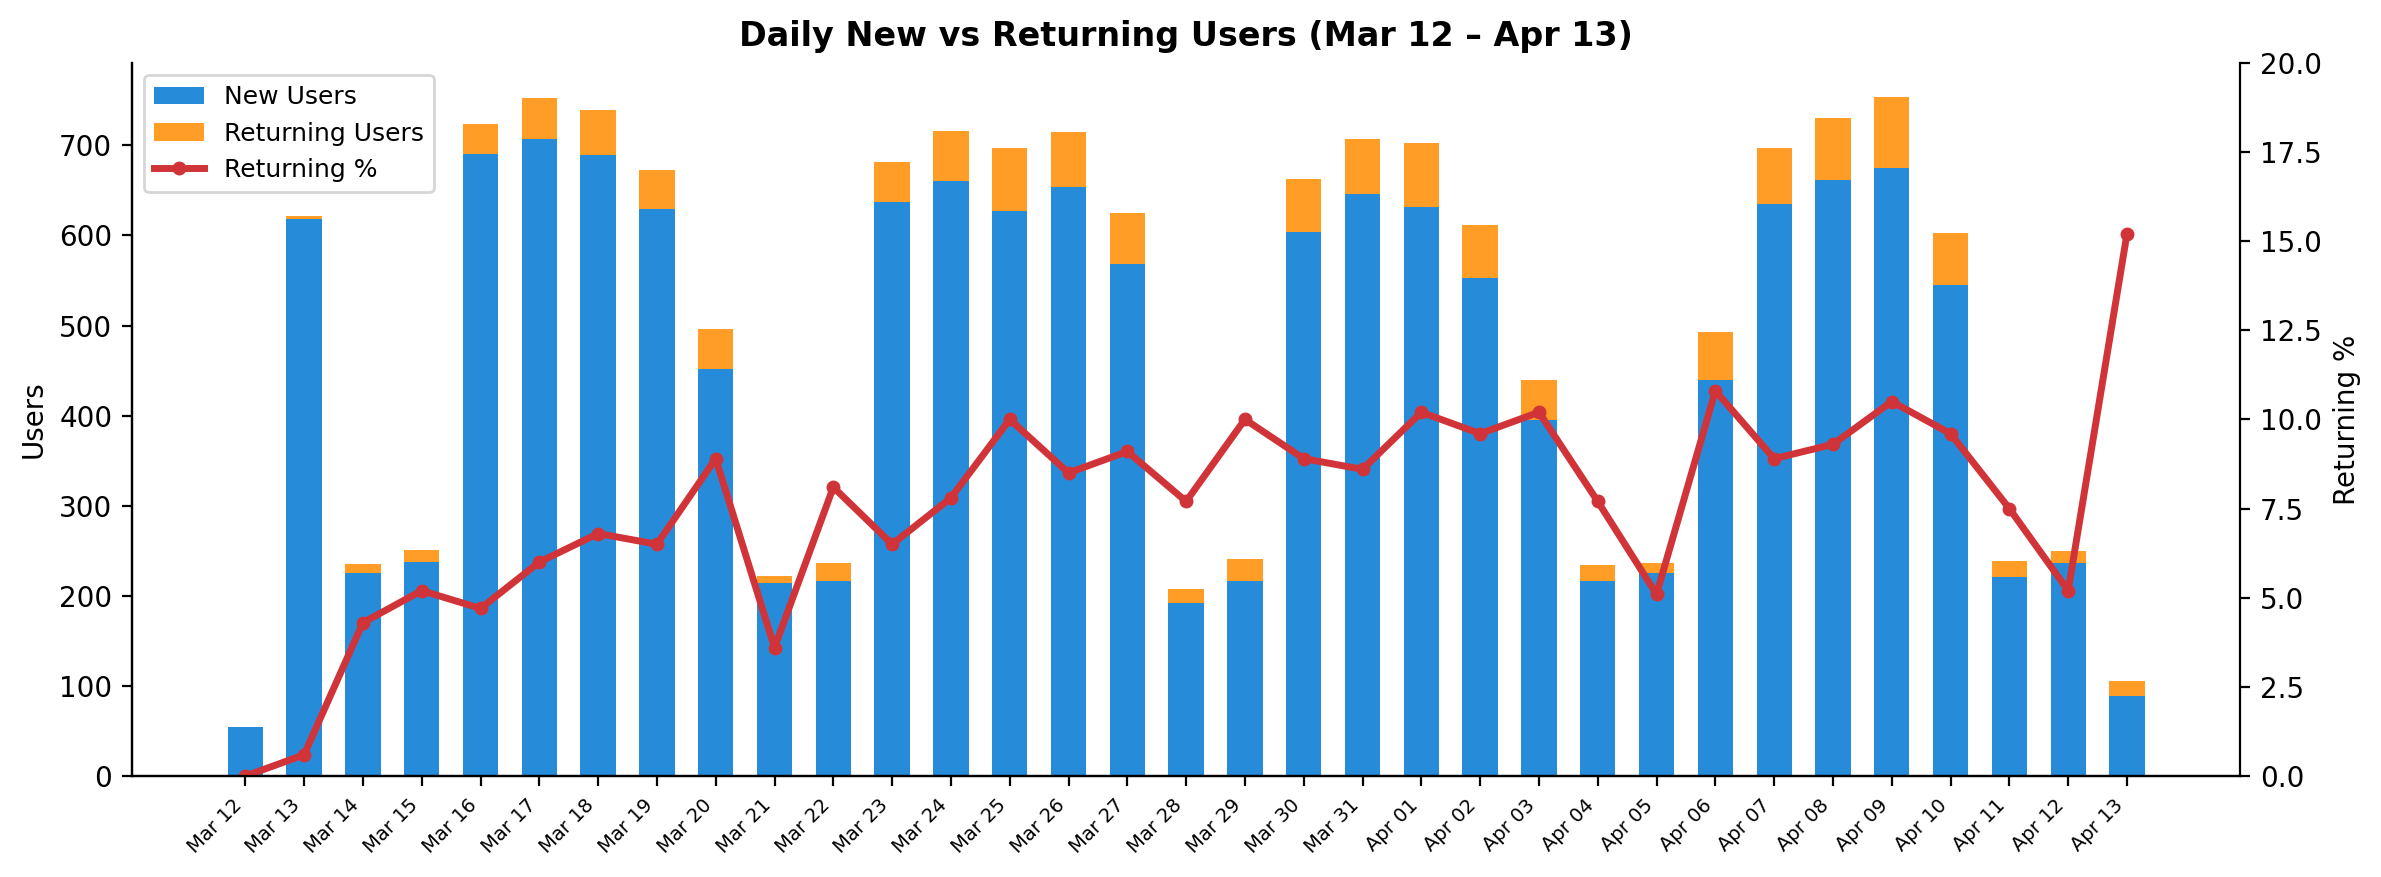 Daily New vs Returning Users (Mar 12 – Apr 13)
New Users
Returning Users
Returning %
Users
700
600
500
400
300
200
100
0
20.0
17.5
15.0
12.5
10.0
7.5
5.0
2.5
0.0
Returning %
Mar 12
Mar 13
Mar 14
Mar 15
Mar 16
Mar 17
Mar 18
Mar 19
Mar 20
Mar 21
Mar 22
Mar 23
Mar 24
Mar 25
Mar 26
Mar 27
Mar 28
Mar 29
Mar 30
Mar 31
Apr 01
Apr 02
Apr 03
Apr 04
Apr 05
Apr 06
Apr 07
Apr 08
Apr 09
Apr 10
Apr 11
Apr 12
Apr 13